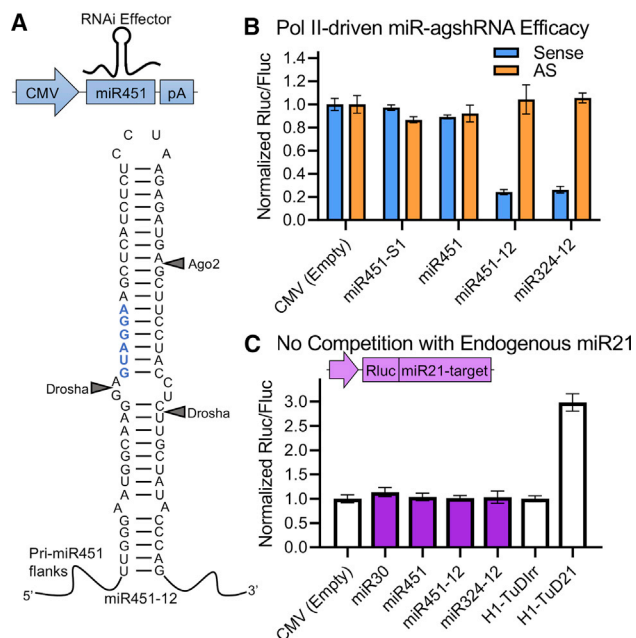 A
RNAi Effector
CMV
miR451
pA
C U
C A
Ago2
AGGAUG
Drosha
Drosha
Pri-miR451
flanks
5'
miR451-12
3'
B Pol II-driven miR-agshRNA Efficacy
Sense
AS
Normalized Rluc/Fluc
1.4
1.2
1.0
0.8
0.6
0.4
0.2
0.0
CMV (Empty)
miR451-S1
miR451
miR451-12
miR324-12
C No Competition with Endogenous miR21
Rluc miR21-target
Normalized Rluc/Fluc
3.0
2.5
2.0
1.5
1.0
0.5
0.0
CMV (Empty)
miR30
miR451
miR451-12
miR324-12
H1-TuDIrr
H1-TuD21